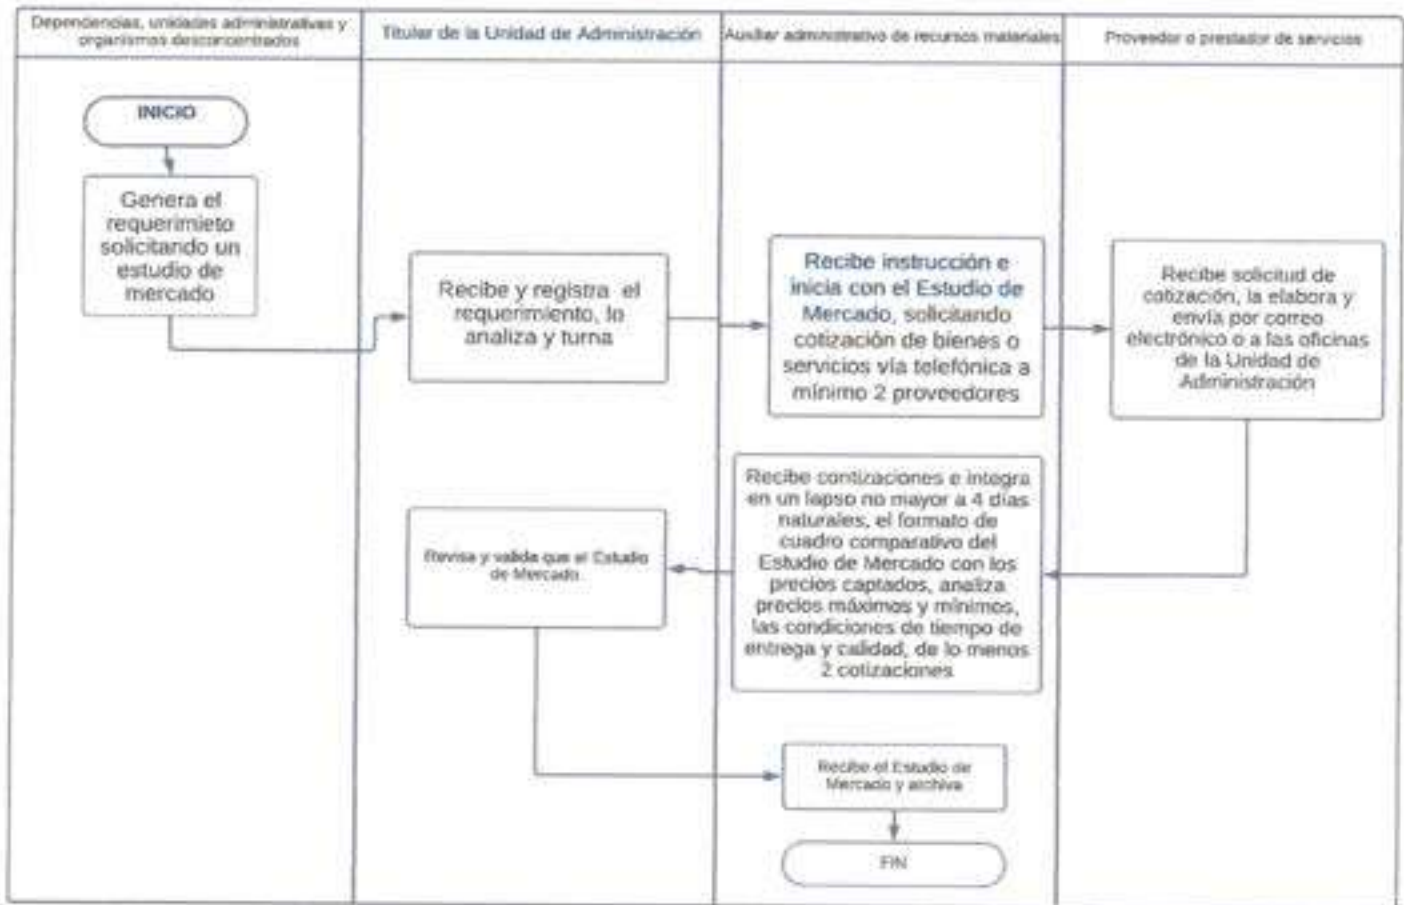 Dependencias, unidades administrativas y
organismos desconcentrados
Titular de la Unidad de Administración
Auxiliar administrativo de recursos materiales
Proveedor o prestador de servicios
INICIO
Genera el
requerimieto
solicitando un
estudio de
mercado
Recibe y registra el
requerimiento, lo
analiza y turna
Recibe instrucción e
inicia con el Estudio de
Mercado, solicitando
cotización de bienes o
servicios vía telefónica a
mínimo 2 proveedores
Recibe solicitud de
cotización, la elabora y
envía por correo
electrónico o a las oficinas
de la Unidad de
Administración
Recibe contizaciones e integra
en un lapso no mayor a 4 días
naturales, el formato de
cuadro comparativo del
Estudio de Mercado con los
precios captados, analiza
precios máximos y mínimos,
las condiciones de tiempo de
entrega y calidad, de lo menos
2 cotizaciones
Revisa y valida que el Estudio
de Mercado.
Recibe el Estudio de
Mercado y archiva
FIN